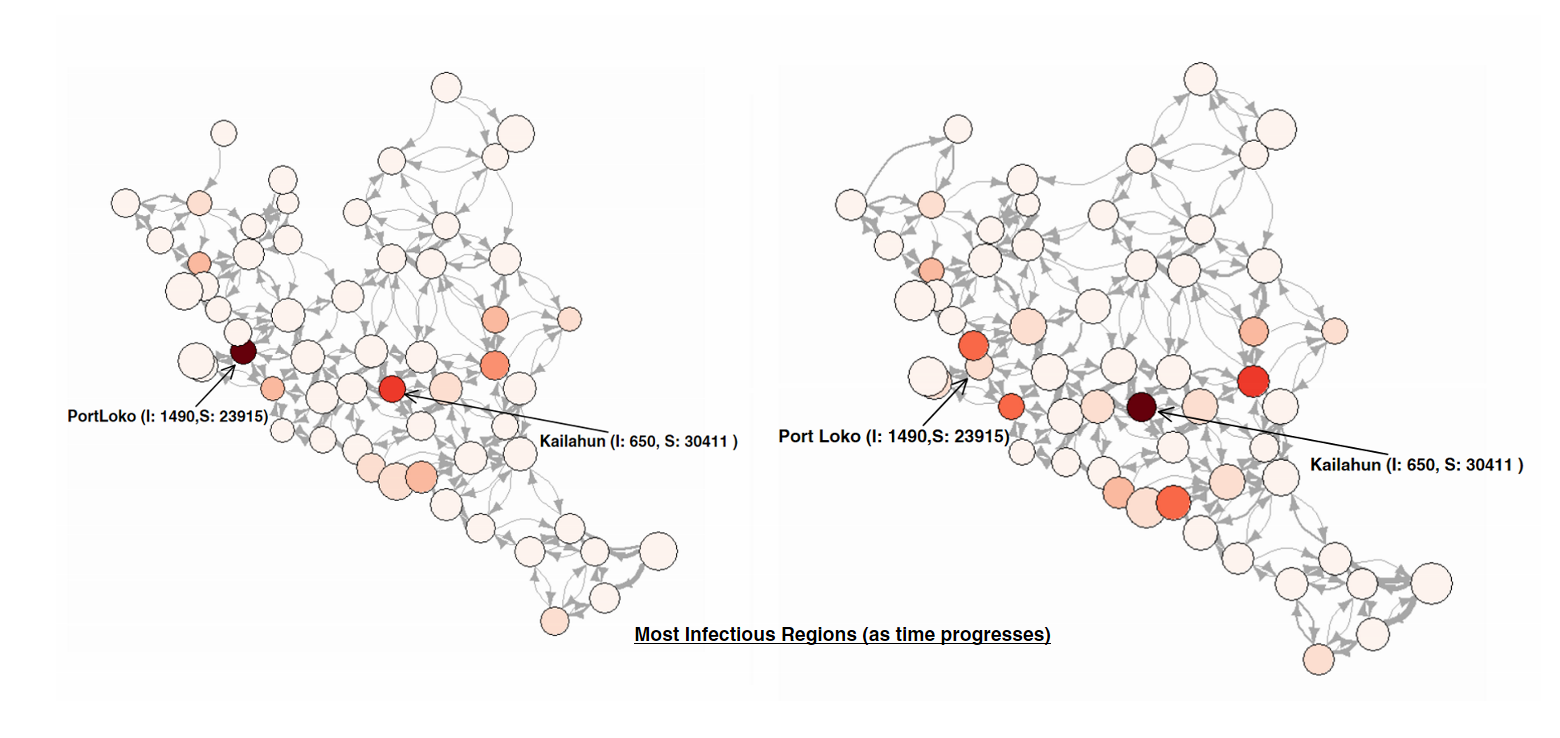 PortLoko (I: 1490,S: 23915)
Kailahun (I: 650, S: 30411 )
Port Loko (I: 1490,S: 23915)
Kailahun (I: 650, S: 30411 )
Most Infectious Regions (as time progresses)